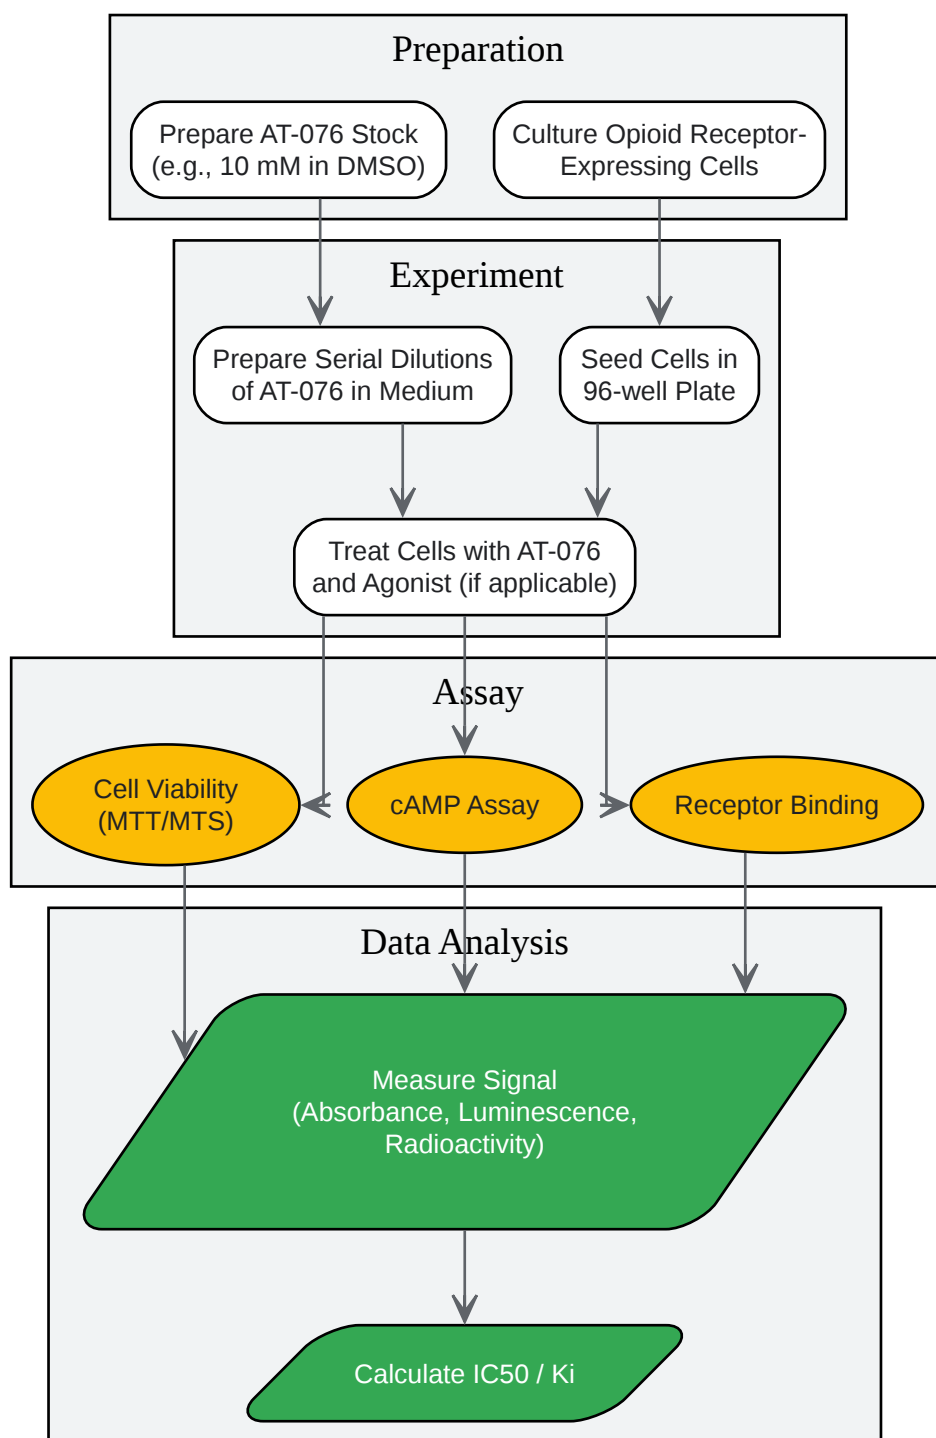 Preparation
Prepare AT-076 Stock
(e.g., 10 mM in DMSO)
Culture Opioid Receptor-
Expressing Cells
Experiment
Prepare Serial Dilutions
of AT-076 in Medium
Seed Cells in
96-well Plate
Treat Cells with AT-076
and Agonist (if applicable)
Assay
Cell Viability
(MTT/MTS)
cAMP Assay
Receptor Binding
Data Analysis
Measure Signal
(Absorbance, Luminescence,
Radioactivity)
Calculate IC50 / Ki